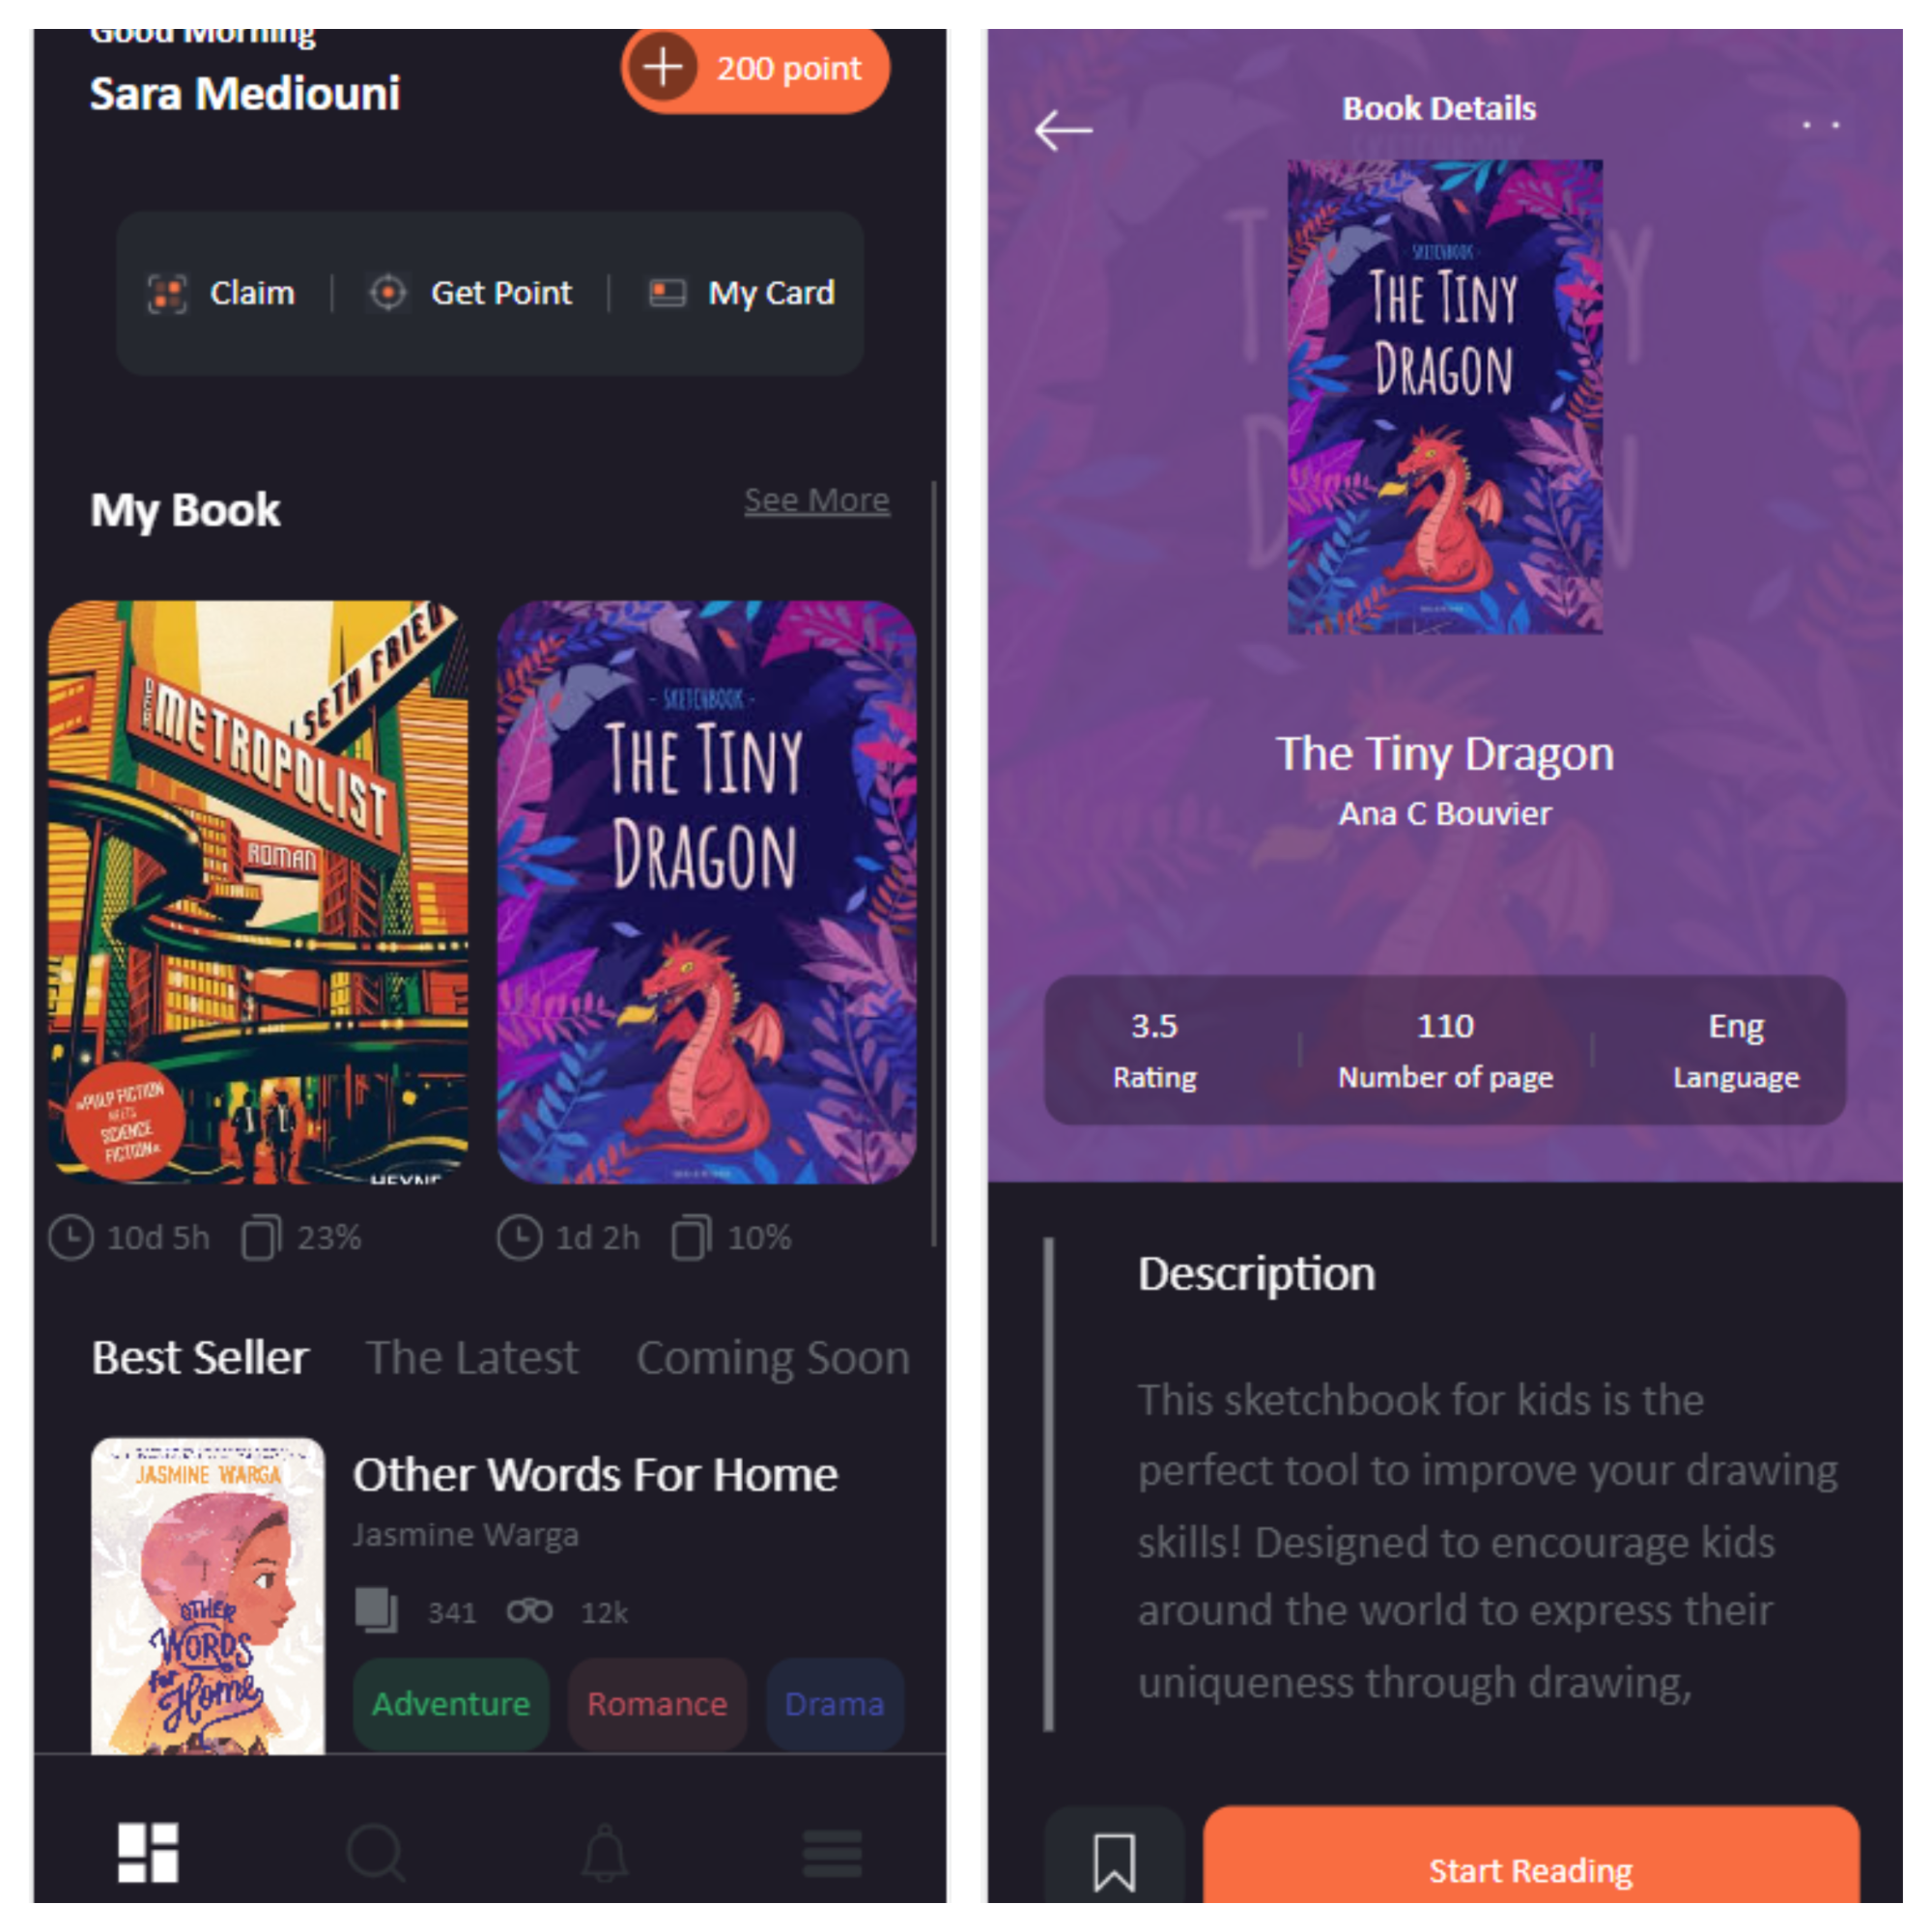 Good Morning
Sara Mediouni
200 point
Claim
Get Point
My Card
My Book
See More
SETH FRIED
DER
METROPOLIST
ROMAN
»PULP FICTION
MEETS
SCIENCE
FICTION«
HEYNE
- SKETCHBOOK -
THE TINY
DRAGON
10d 5h
23%
1d 2h
10%
Best Seller
The Latest
Coming Soon
JASMINE WARGA
OTHER
WORDS
for
Home
Other Words For Home
Jasmine Warga
341
12k
Adventure
Romance
Drama
Book Details
SKETCHBOOK
THE TINY
DRAGON
The Tiny Dragon
Ana C Bouvier
3.5
Rating
110
Number of page
Eng
Language
Description
This sketchbook for kids is the
perfect tool to improve your drawing
skills! Designed to encourage kids
around the world to express their
uniqueness through drawing,
Start Reading